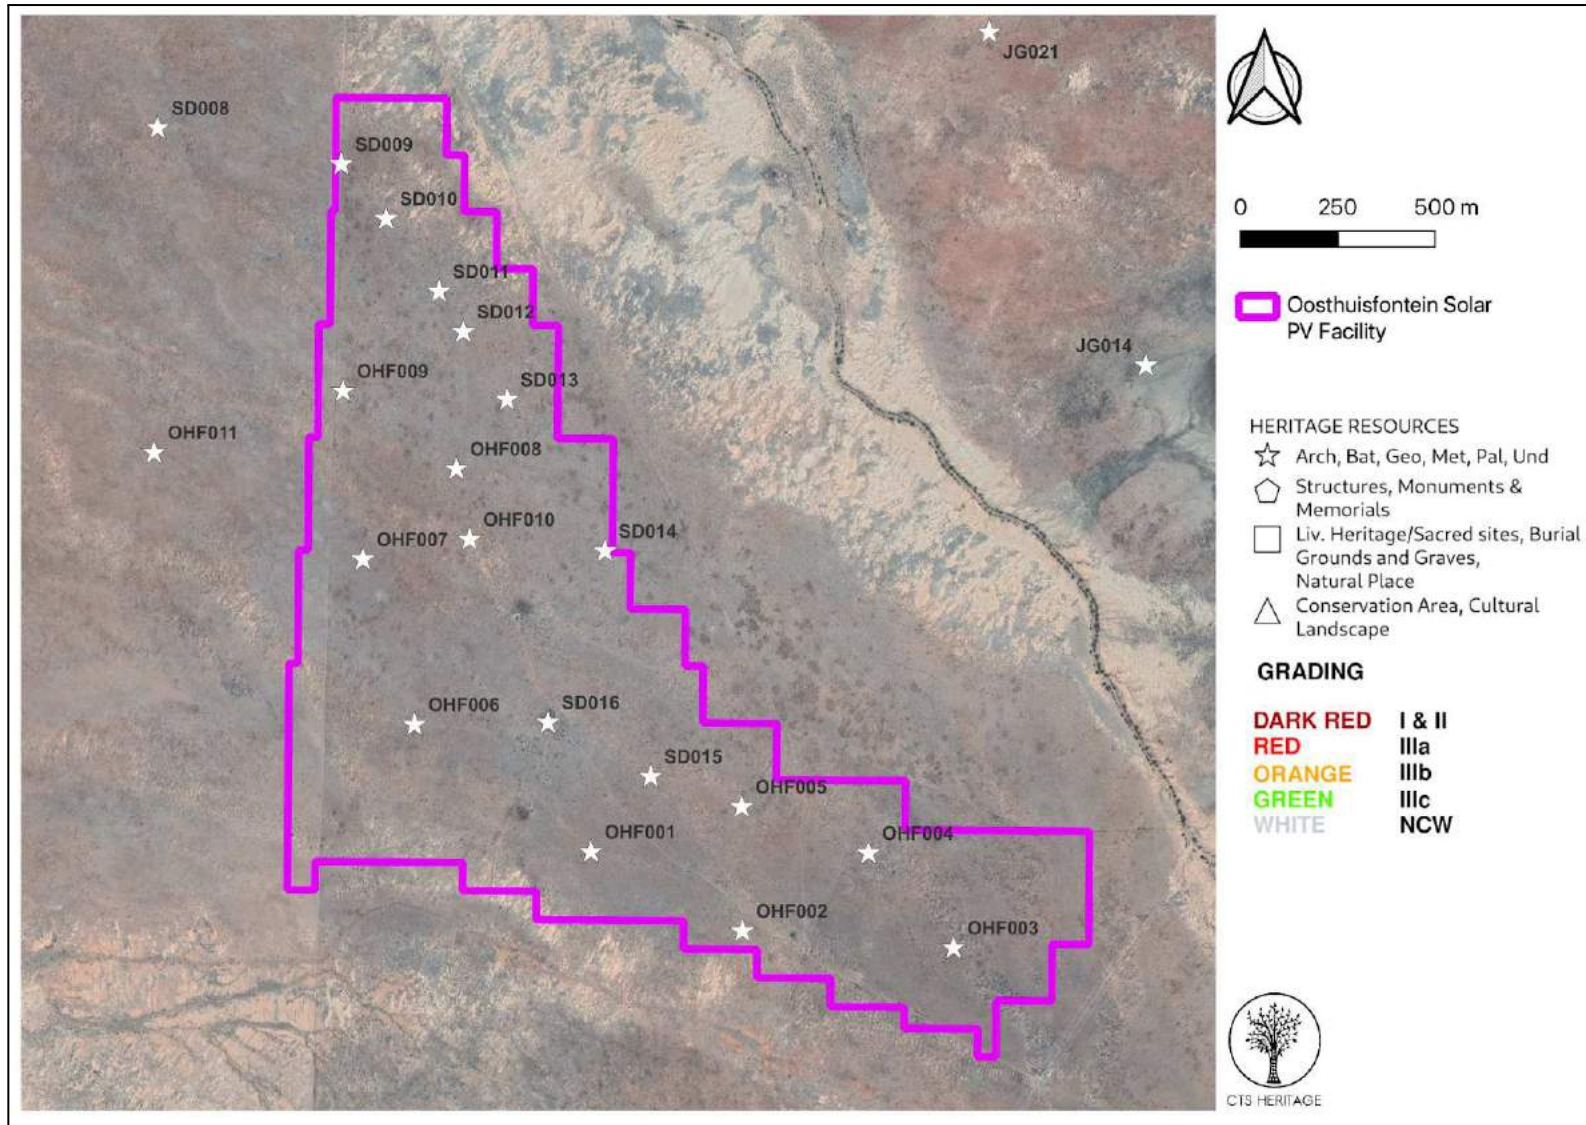 JG021
SD008
SD009
SD010
SD011
SD012
JG014
OHF009
SD013
OHF011
OHF008
OHF010
SD014
OHF007
OHF006
SD016
SD015
OHF005
OHF001
OHF004
OHF002
OHF003
0 250 500 m
Oosthuisfontein Solar
PV Facility
HERITAGE RESOURCES
Arch, Bat, Geo, Met, Pal, Und
Structures, Monuments &
Memorials
Liv. Heritage/Sacred sites, Burial
Grounds and Graves,
Natural Place
Conservation Area, Cultural
Landscape
GRADING
DARK RED I & II
RED IIIa
ORANGE IIIb
GREEN IIIc
WHITE NCW
CTS HERITAGE